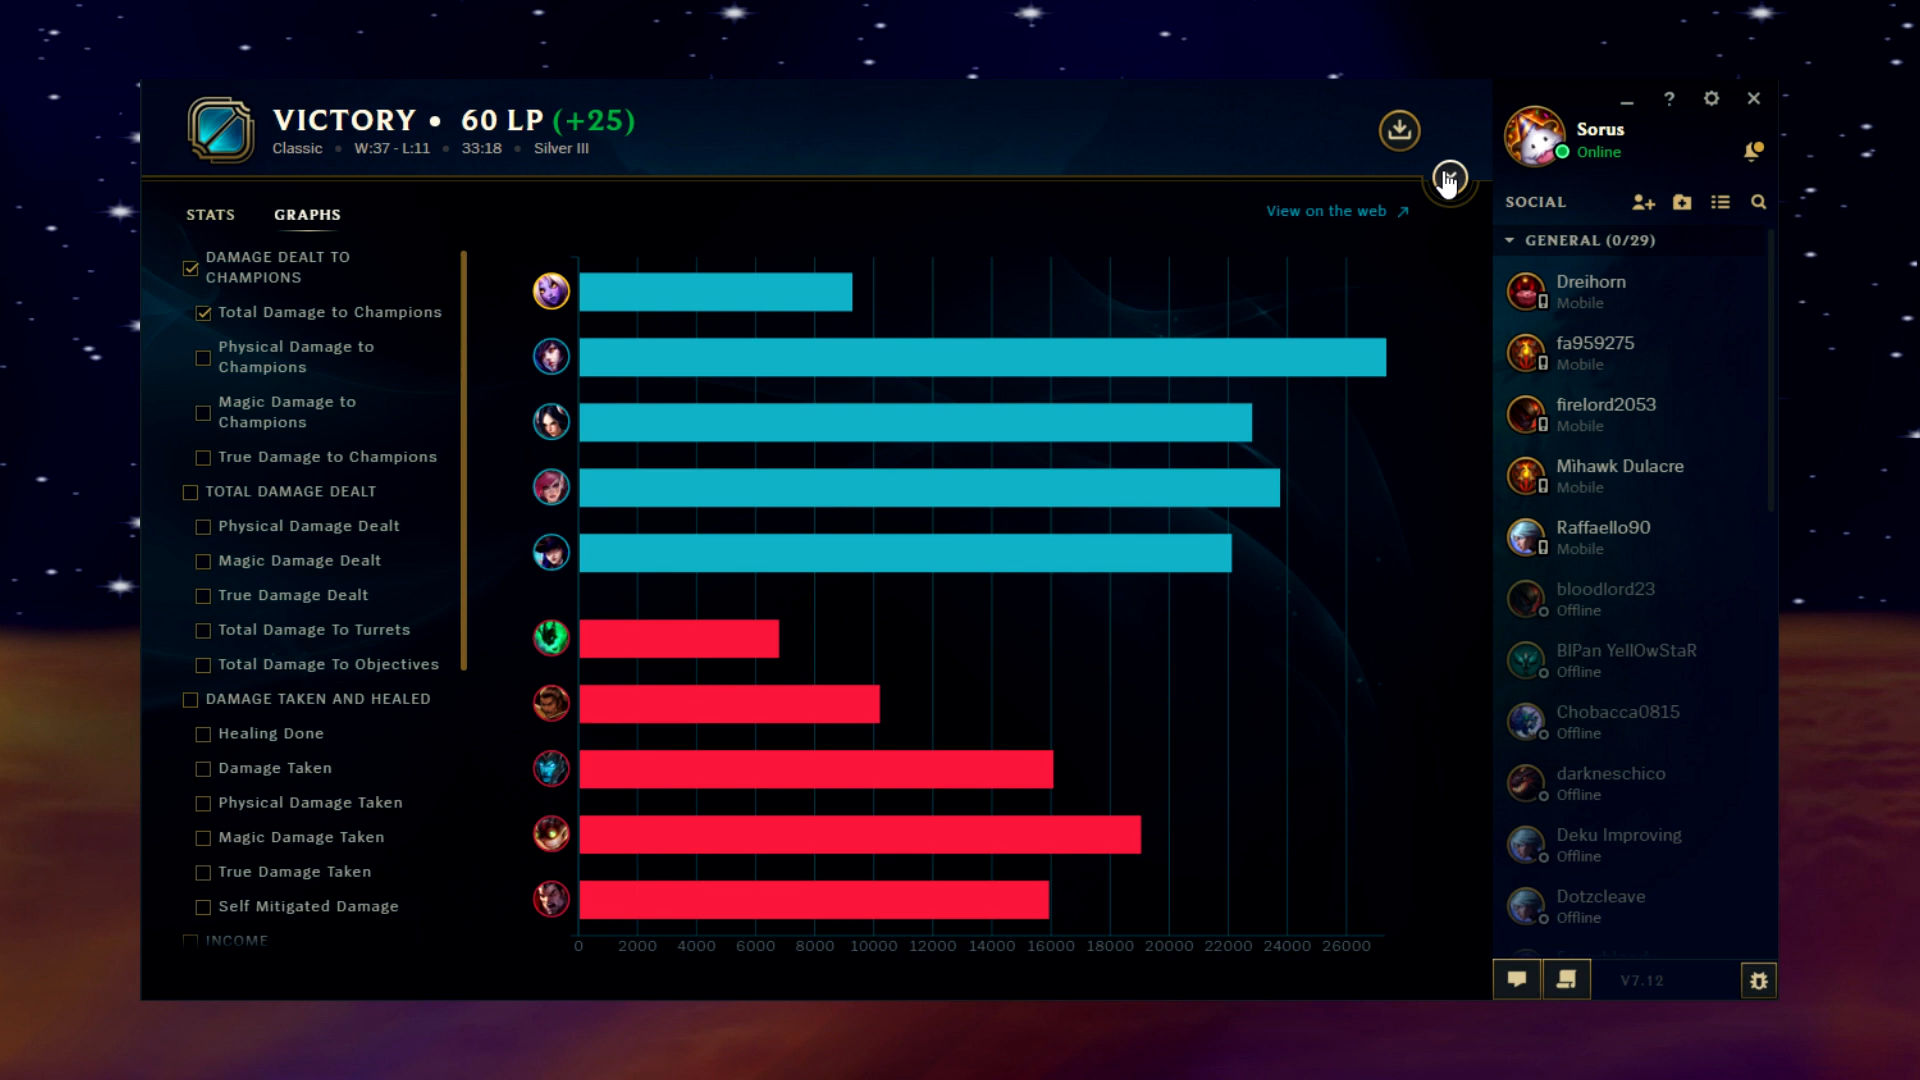 VICTORY • 60 LP (+25)
Classic • W:37 - L:11 • 33:18 • Silver III
STATS
GRAPHS
View on the web
DAMAGE DEALT TO
CHAMPIONS
Total Damage to Champions
Physical Damage to
Champions
Magic Damage to
Champions
True Damage to Champions
TOTAL DAMAGE DEALT
Physical Damage Dealt
Magic Damage Dealt
True Damage Dealt
Total Damage To Turrets
Total Damage To Objectives
DAMAGE TAKEN AND HEALED
Healing Done
Damage Taken
Physical Damage Taken
Magic Damage Taken
True Damage Taken
Self Mitigated Damage
INCOME
0 2000 4000 6000 8000 10000 12000 14000 16000 18000 20000 22000 24000 26000
?
Sorus
Online
SOCIAL
GENERAL (0/29)
Dreihorn
Mobile
fa959275
Mobile
firelord2053
Mobile
Mìhawk Dulacre
Mobile
Raffaello90
Mobile
bloodlord23
Offline
Offline
Chobacca0815
Offline
darkneschico
Offline
Deku Improving
Offline
Dotzcleave
Offline
V7.12